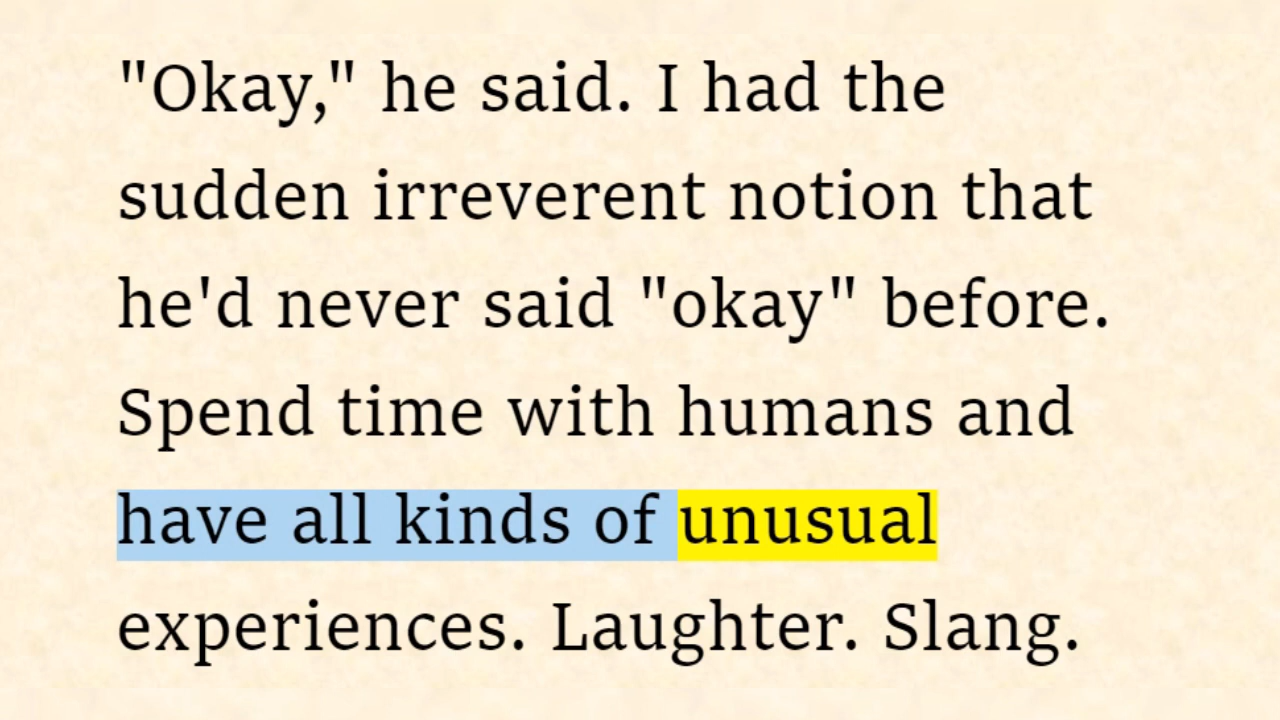 "Okay," he said. I had the
sudden irreverent notion that
he'd never said "okay" before.
Spend time with humans and
have all kinds of unusual
experiences. Laughter. Slang.